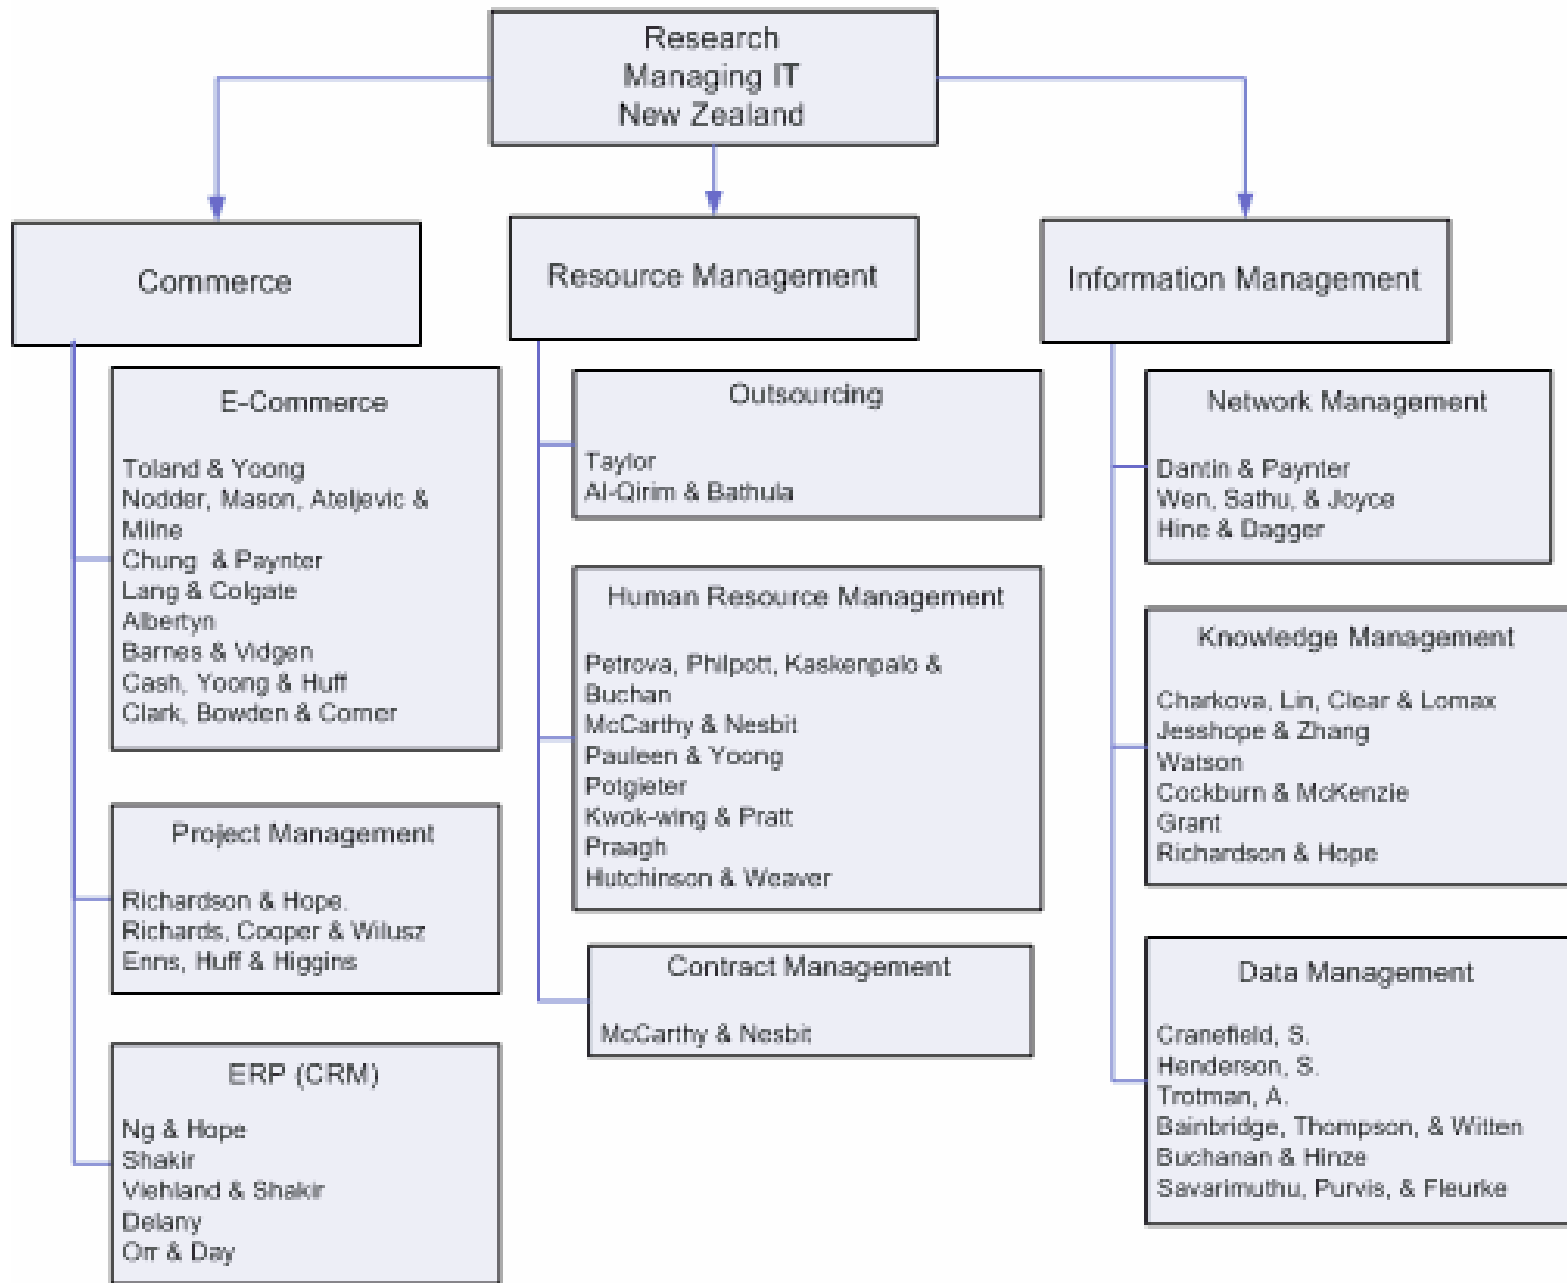 Research
Managing IT
New Zealand
Commerce
Resource Management
Information Management
E-Commerce
Toland & Yoong
Nodder, Mason, Ateljevic &
Milne
Chung & Paynter
Lang & Colgate
Albertyn
Barnes & Vidgen
Cash, Yoong & Huff
Clark, Bowden & Corner
Project Management
Richardson & Hope.
Richards, Cooper & Wilusz
Enns, Huff & Higgins
ERP (CRM)
Ng & Hope
Shakir
Viehland & Shakir
Delany
Orr & Day
Outsourcing
Taylor
Al-Qirim & Bathula
Human Resource Management
Petrova, Philpott, Kaskenpalo &
Buchan
McCarthy & Nesbit
Pauleen & Yoong
Potgieter
Kwok-wing & Pratt
Praagh
Hutchinson & Weaver
Contract Management
McCarthy & Nesbit
Network Management
Dantin & Paynter
Wen, Sathu, & Joyce
Hine & Dagger
Knowledge Management
Charkova, Lin, Clear & Lomax
Jesshope & Zhang
Watson
Cockburn & McKenzie
Grant
Richardson & Hope
Data Management
Cranefield, S.
Henderson, S.
Trotman, A.
Bainbridge, Thompson, & Witten
Buchanan & Hinze
Savarimuthu, Purvis, & Fleurke